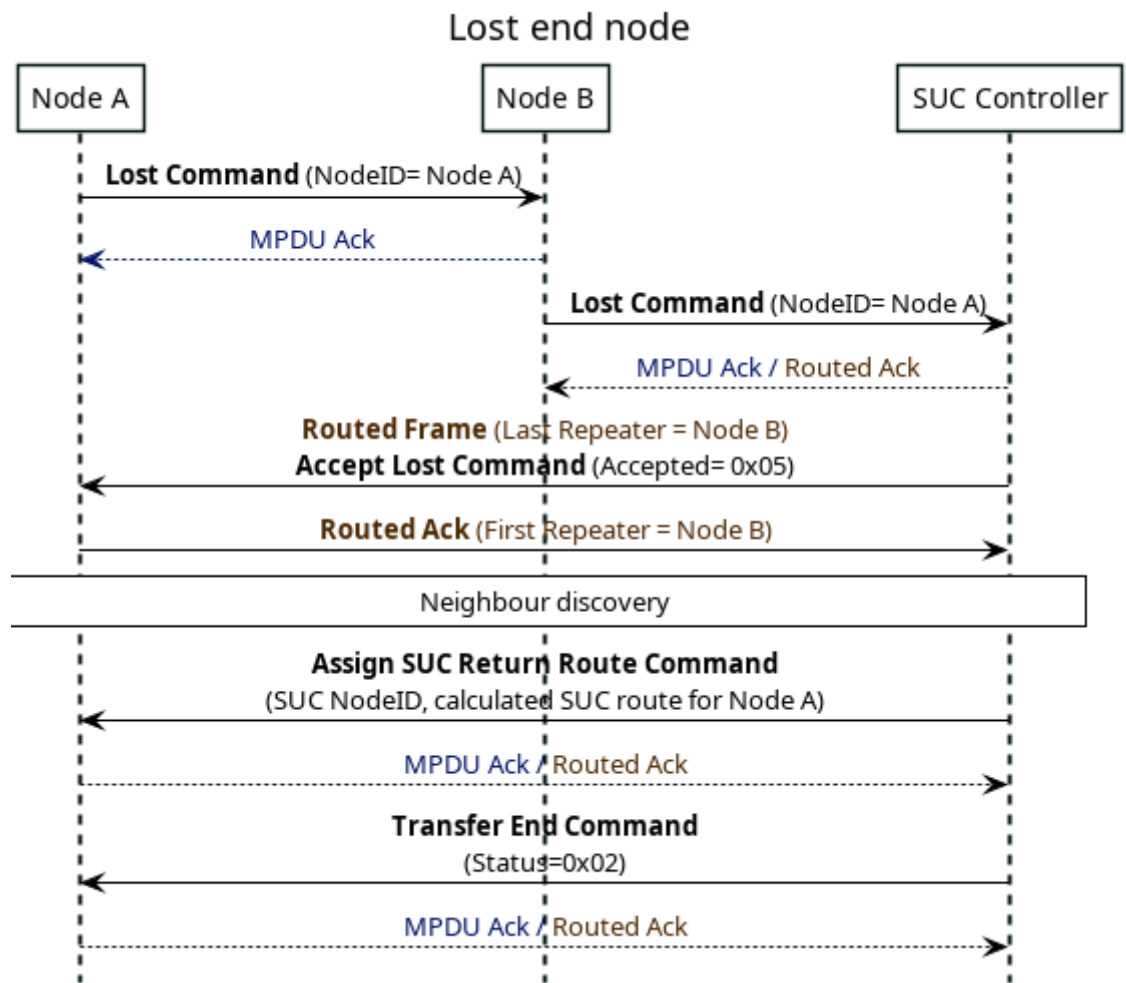 Lost end node
Node A
Node B
SUC Controller
Lost Command (NodeID= Node A)
MPDU Ack
Lost Command (NodeID= Node A)
MPDU Ack / Routed Ack
Routed Frame (Last Repeater = Node B)
Accept Lost Command (Accepted= 0x05)
Routed Ack (First Repeater = Node B)
Neighbour discovery
Assign SUC Return Route Command
(SUC NodeID, calculated SUC route for Node A)
MPDU Ack / Routed Ack
Transfer End Command
(Status=0x02)
MPDU Ack / Routed Ack